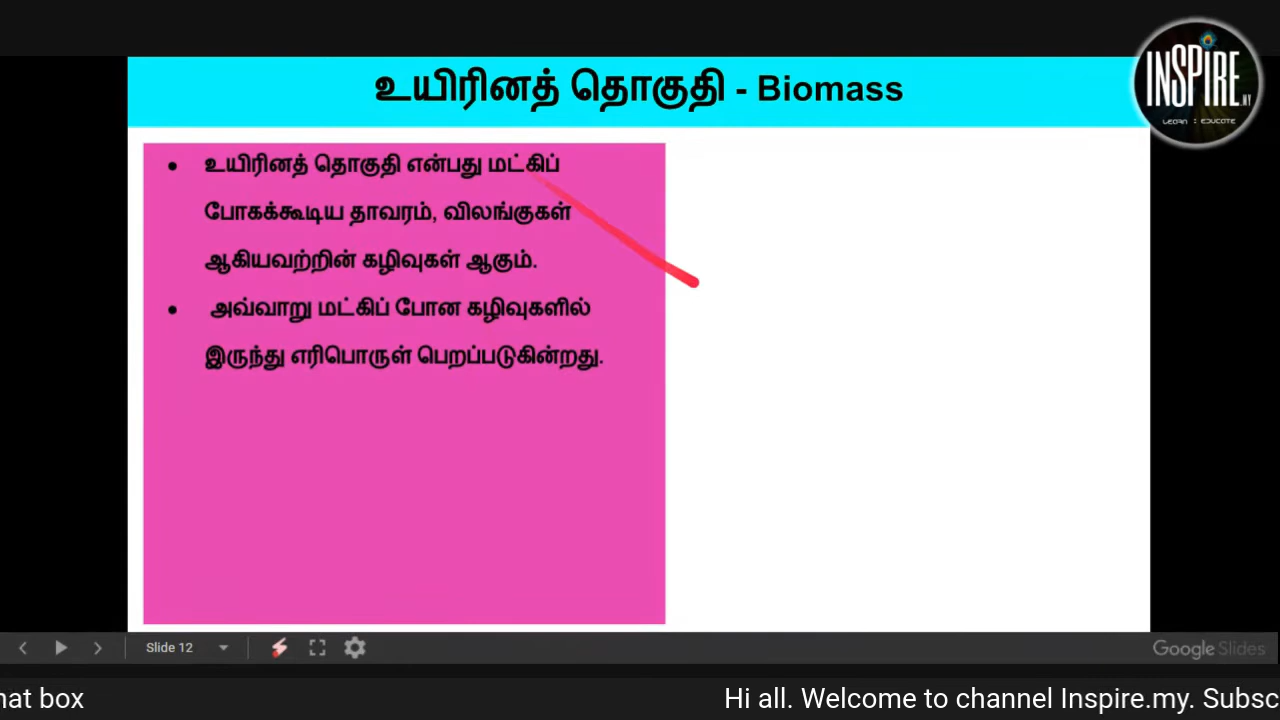 உயிரினத் தொகுதி - Biomass
INSPIRE.MY
LEARN : EDUCATE
● உயிரினத் தொகுதி என்பது மட்கிப்
போகக்கூடிய தாவரம், விலங்குகள்
ஆகியவற்றின் கழிவுகள் ஆகும்.
● அவ்வாறு மட்கிப் போன கழிவுகளில்
இருந்து எரிபொருள் பெறப்படுகின்றது.
Slide 12
Google Slides
hat box Hi all. Welcome to channel Inspire.my. Subsc